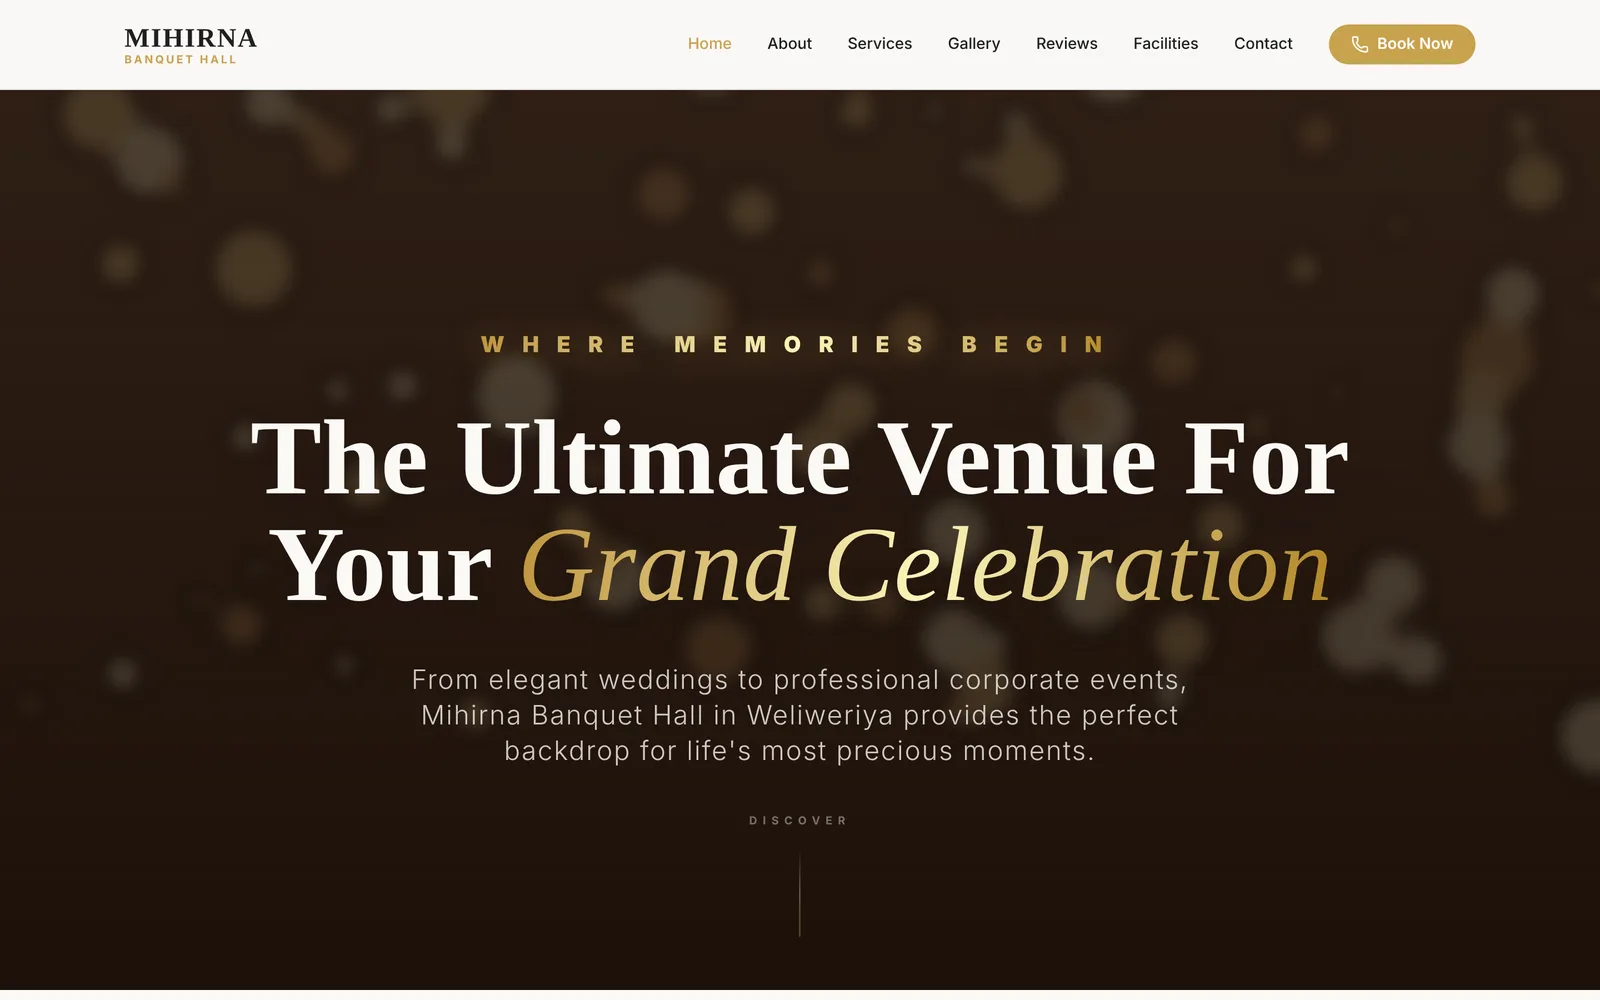 MIHIRNA
BANQUET HALL
Home About Services Gallery Reviews Facilities Contact Book Now
WHERE MEMORIES BEGIN
The Ultimate Venue For
Your Grand Celebration
From elegant weddings to professional corporate events,
Mihirna Banquet Hall in Weliweriya provides the perfect
backdrop for life's most precious moments.
DISCOVER